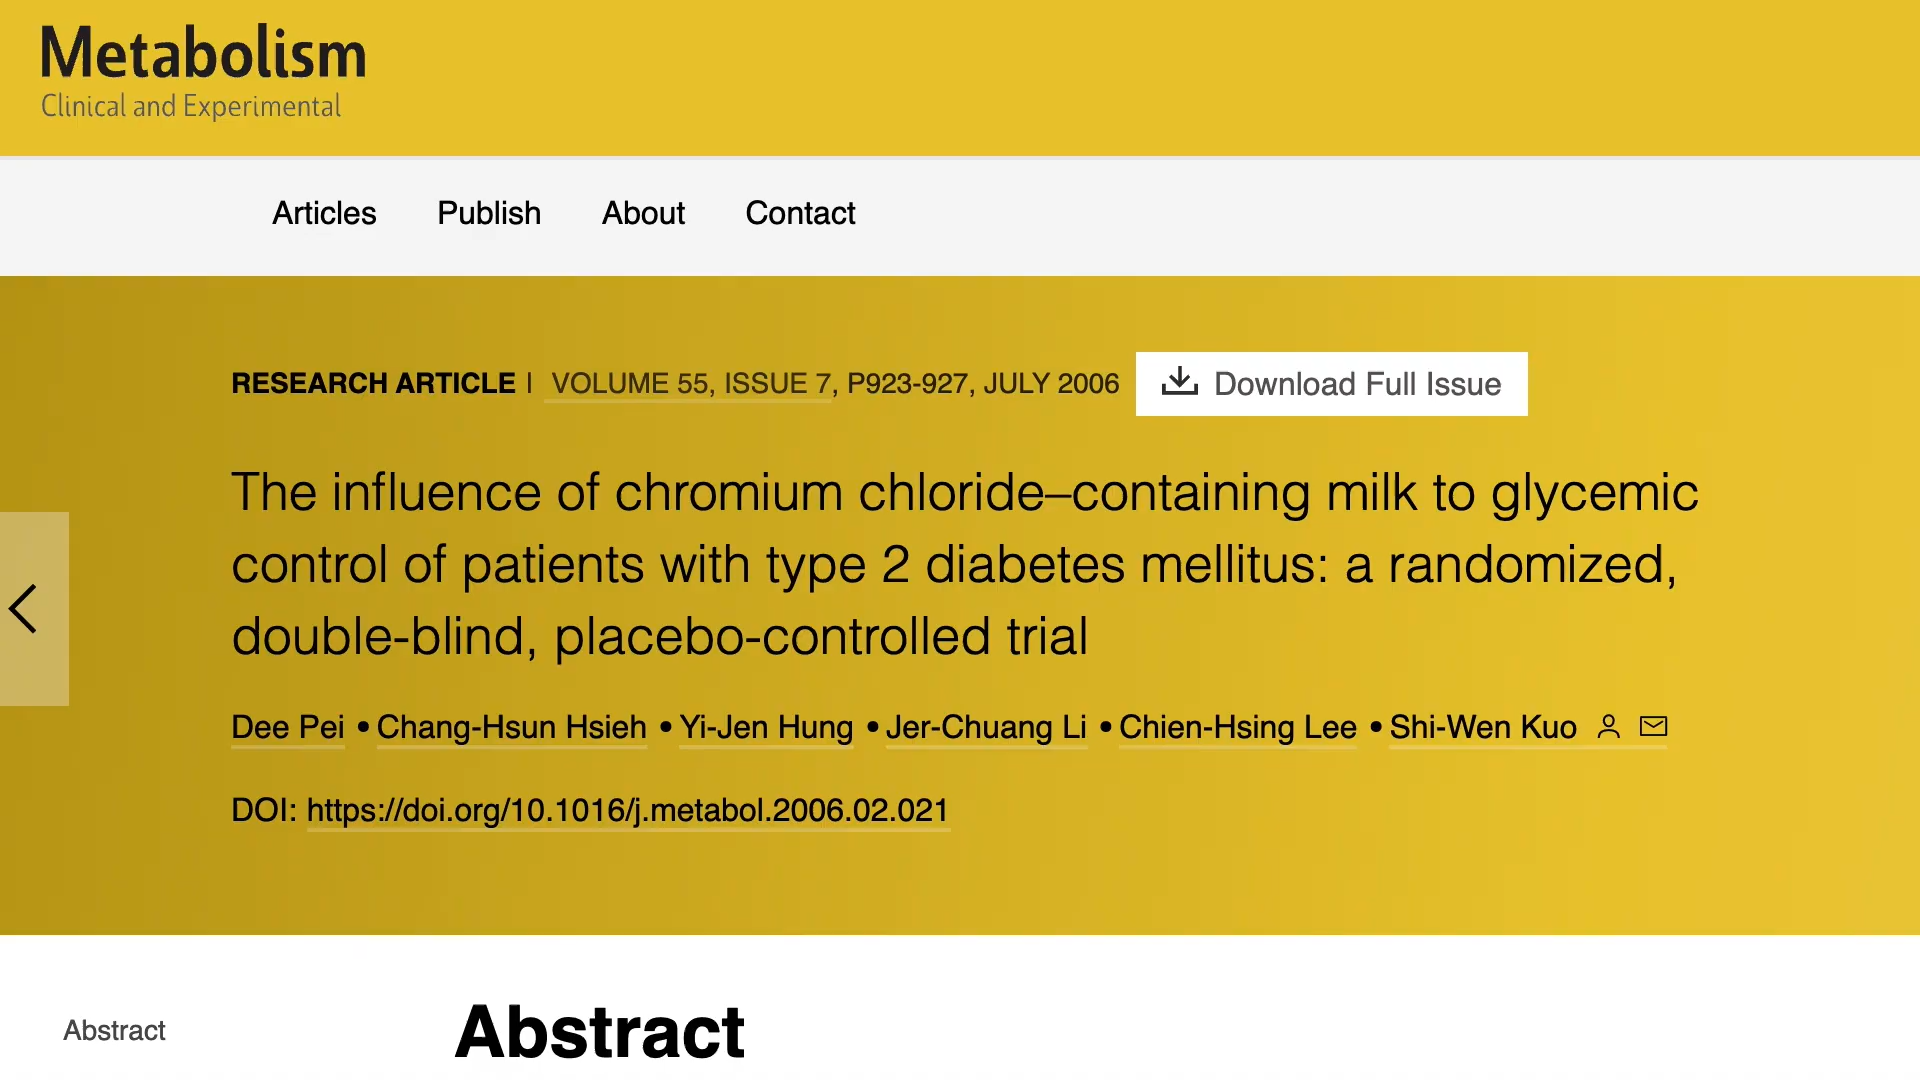 Metabolism
Clinical and Experimental
Articles Publish About Contact
RESEARCH ARTICLE | VOLUME 55, ISSUE 7, P923-927, JULY 2006 Download Full Issue
The influence of chromium chloride–containing milk to glycemic
control of patients with type 2 diabetes mellitus: a randomized,
double-blind, placebo-controlled trial
Dee Pei • Chang-Hsun Hsieh • Yi-Jen Hung • Jer-Chuang Li • Chien-Hsing Lee • Shi-Wen Kuo
DOI: https://doi.org/10.1016/j.metabol.2006.02.021
Abstract
Abstract